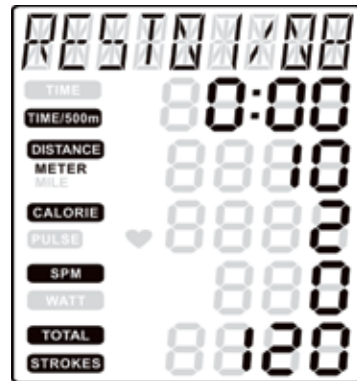 REST01/08
TIME
TIME/500m 0:00
DISTANCE 10
METER
MILE
CALORIE 2
PULSE
SPM 0
WATT
TOTAL 120
STROKES